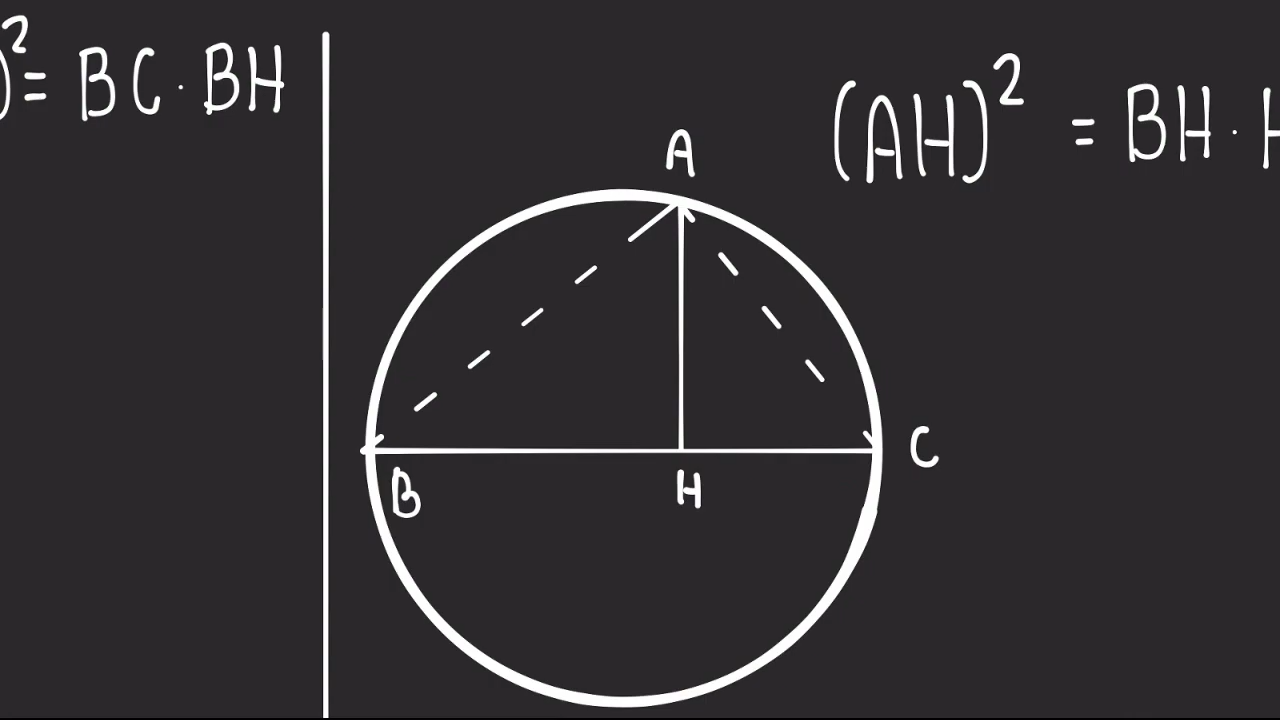 )²= BC·BH
(AH)² = BH·
A
C
B
H